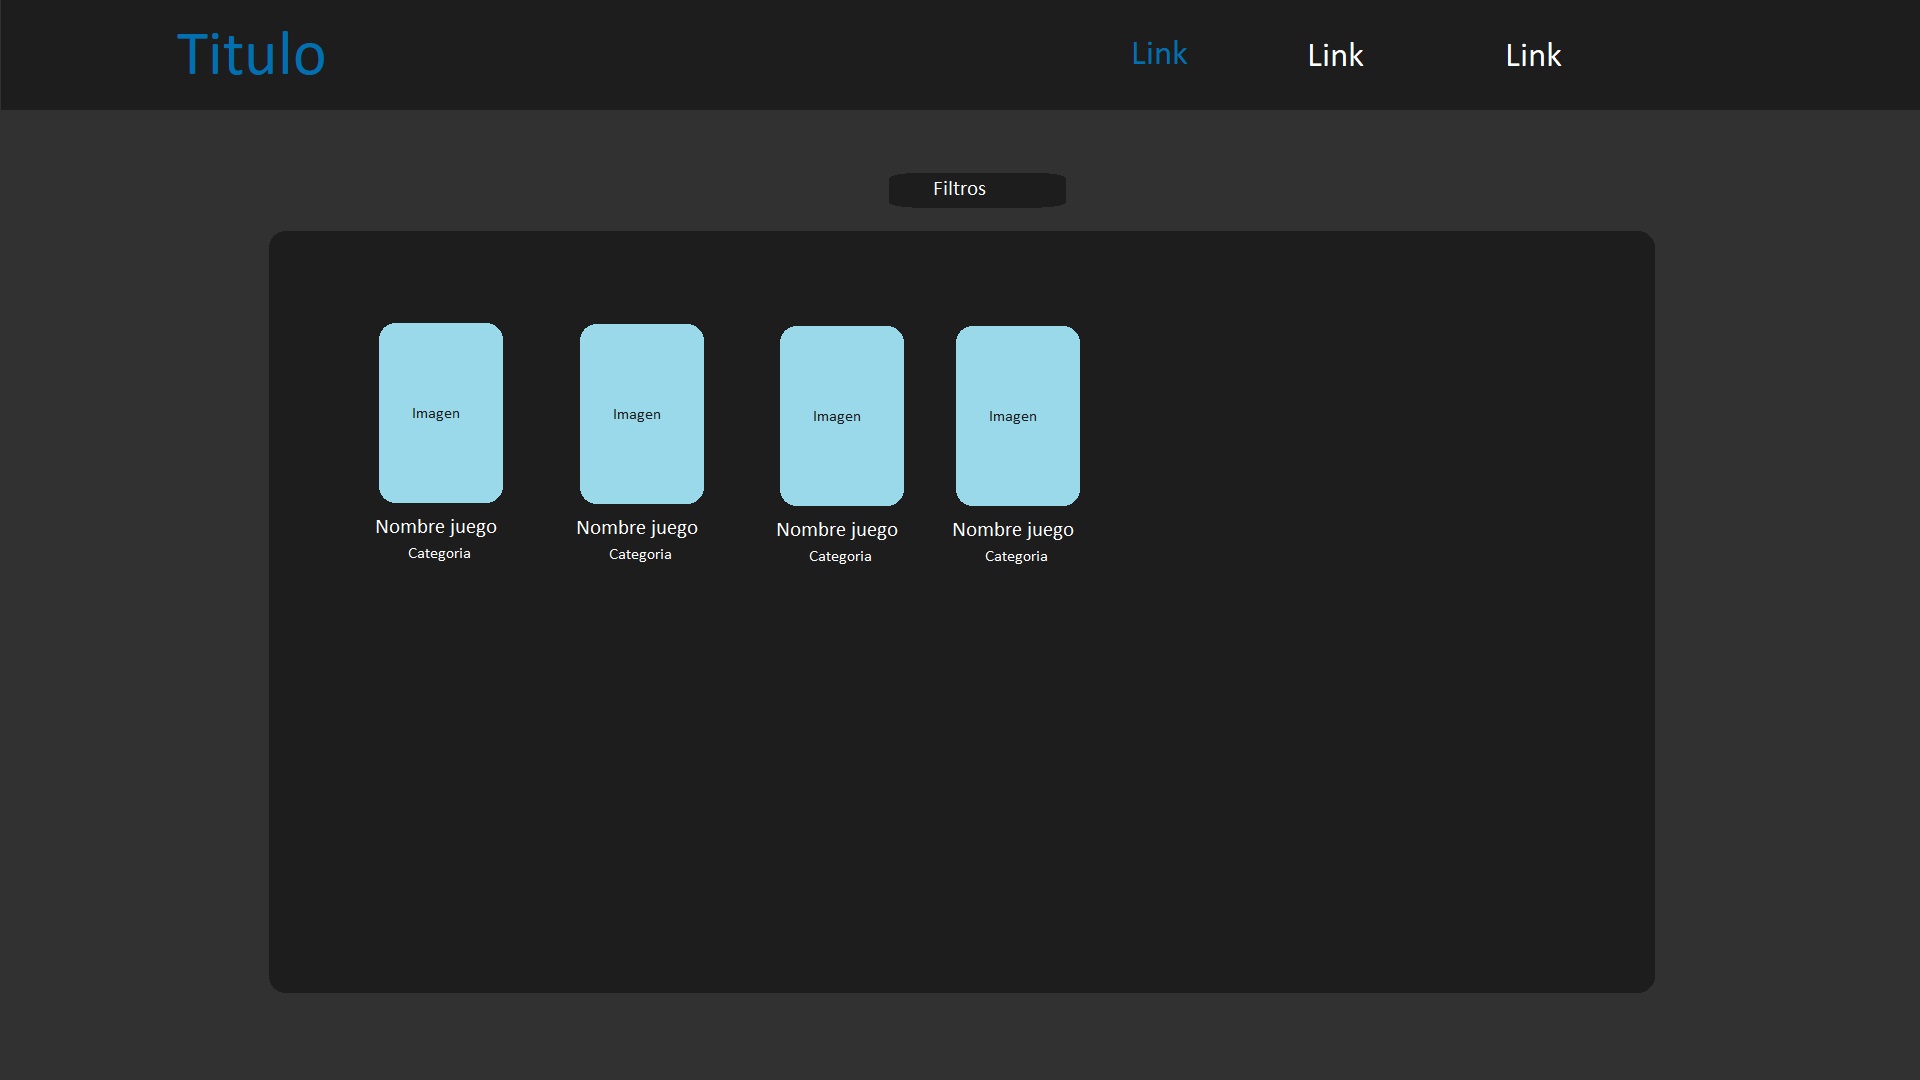 Titulo
Link
Link
Link
Filtros
Imagen
Imagen
Imagen
Imagen
Nombre juego
Nombre juego
Nombre juego
Nombre juego
Categoria
Categoria
Categoria
Categoria